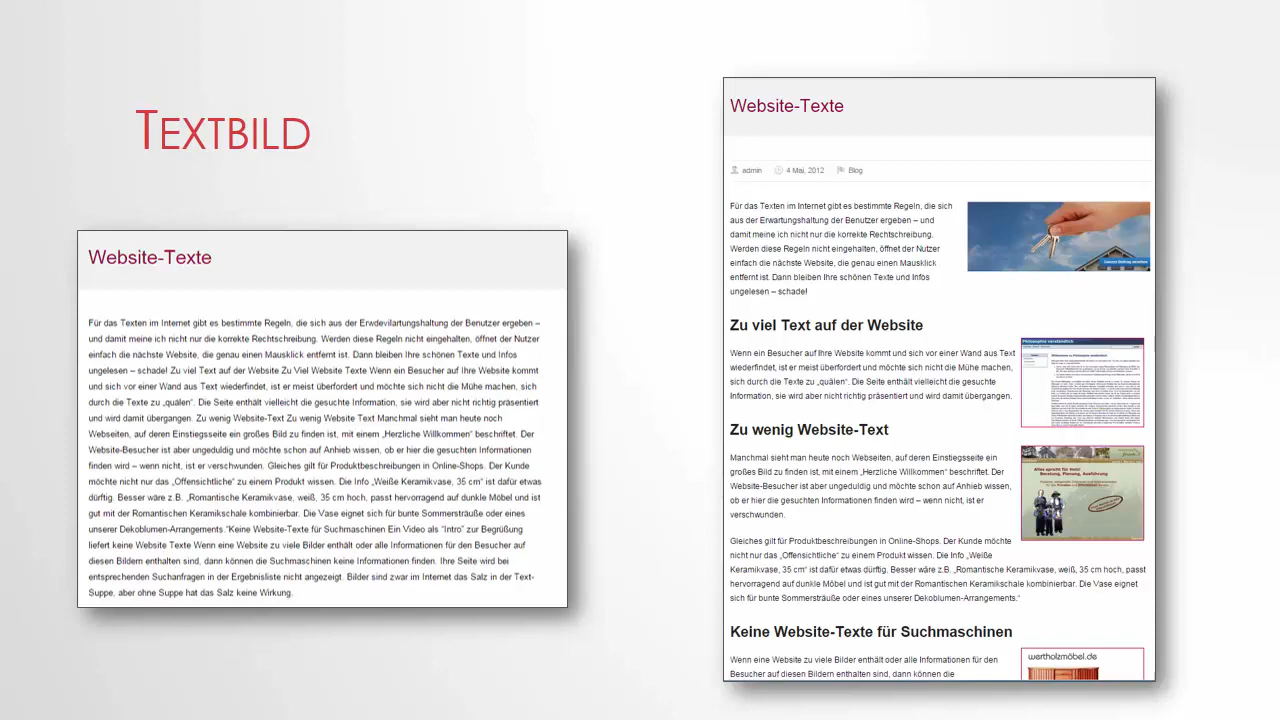 TEXTBILD
Website-Texte
Für das Texten im Internet gibt es bestimmte Regeln, die sich aus der Erwdevilartungshaltung der Benutzer ergeben –
und damit meine ich nicht nur die korrekte Rechtschreibung. Werden diese Regeln nicht eingehalten, öffnet der Nutzer
einfach die nächste Website, die genau einen Mausklick entfernt ist. Dann bleiben Ihre schönen Texte und Infos
ungelesen – schade! Zu viel Text auf der Website Zu Viel Website Texte Wenn ein Besucher auf Ihre Website kommt
und sich vor einer Wand aus Text wiederfindet, ist er meist überfordert und möchte sich nicht die Mühe machen, sich
durch die Texte zu „quälen“. Die Seite enthält vielleicht die gesuchte Information, sie wird aber nicht richtig präsentiert
und wird damit übergangen. Zu wenig Website-Text Zu wenig Website Text Manchmal sieht man heute noch
Webseiten, auf deren Einstiegsseite ein großes Bild zu finden ist, mit einem „Herzliche Willkommen“ beschriftet. Der
Website-Besucher ist aber ungeduldig und möchte schon auf Anhieb wissen, ob er hier die gesuchten Informationen
finden wird – wenn nicht, ist er verschwunden. Gleiches gilt für Produktbeschreibungen in Online-Shops. Der Kunde
möchte nicht nur das „Offensichtliche“ zu einem Produkt wissen. Die Info „Weiße Keramikvase, 35 cm“ ist dafür etwas
dürftig. Besser wäre z.B. „Romantische Keramikvase, weiß, 35 cm hoch, passt hervorragend auf dunkle Möbel und ist
gut mit der Romantischen Keramikschale kombinierbar. Die Vase eignet sich für bunte Sommersträuße oder eines
unserer Dekoblumen-Arrangements.“Keine Website-Texte für Suchmaschinen Ein Video als “Intro” zur Begrüßung
liefert keine Website Texte Wenn eine Website zu viele Bilder enthält oder alle Informationen für den Besucher auf
diesen Bildern enthalten sind, dann können die Suchmaschinen keine Informationen finden. Ihre Seite wird bei
entsprechenden Suchanfragen in der Ergebnisliste nicht angezeigt. Bilder sind zwar im Internet das Salz in der Text-
Suppe, aber ohne Suppe hat das Salz keine Wirkung.
Website-Texte
admin 4 Mai, 2012 Blog
Für das Texten im Internet gibt es bestimmte Regeln, die sich
aus der Erwartungshaltung der Benutzer ergeben – und
damit meine ich nicht nur die korrekte Rechtschreibung.
Werden diese Regeln nicht eingehalten, öffnet der Nutzer
einfach die nächste Website, die genau einen Mausklick
entfernt ist. Dann bleiben Ihre schönen Texte und Infos
ungelesen – schade!
Zu viel Text auf der Website
Wenn ein Besucher auf Ihre Website kommt und sich vor einer Wand aus Text
wiederfindet, ist er meist überfordert und möchte sich nicht die Mühe machen,
sich durch die Texte zu „quälen“. Die Seite enthält vielleicht die gesuchte
Information, sie wird aber nicht richtig präsentiert und wird damit übergangen.
Philosophie verständlich
Zu wenig Website-Text
Manchmal sieht man heute noch Webseiten, auf deren Einstiegsseite ein
großes Bild zu finden ist, mit einem „Herzliche Willkommen“ beschriftet. Der
Website-Besucher ist aber ungeduldig und möchte schon auf Anhieb wissen,
ob er hier die gesuchten Informationen finden wird – wenn nicht, ist er
verschwunden.
Alles spricht für Holz!
Beratung, Planung, Ausführung
Gleiches gilt für Produktbeschreibungen in Online-Shops. Der Kunde möchte
nicht nur das „Offensichtliche“ zu einem Produkt wissen. Die Info „Weiße
Keramikvase, 35 cm“ ist dafür etwas dürftig. Besser wäre z.B. „Romantische Keramikvase, weiß, 35 cm hoch, passt
hervorragend auf dunkle Möbel und ist gut mit der Romantischen Keramikschale kombinierbar. Die Vase eignet
sich für bunte Sommersträuße oder eines unserer Dekoblumen-Arrangements.“
Keine Website-Texte für Suchmaschinen
Wenn eine Website zu viele Bilder enthält oder alle Informationen für den
Besucher auf diesen Bildern enthalten sind, dann können die
wertholzmöbel.de